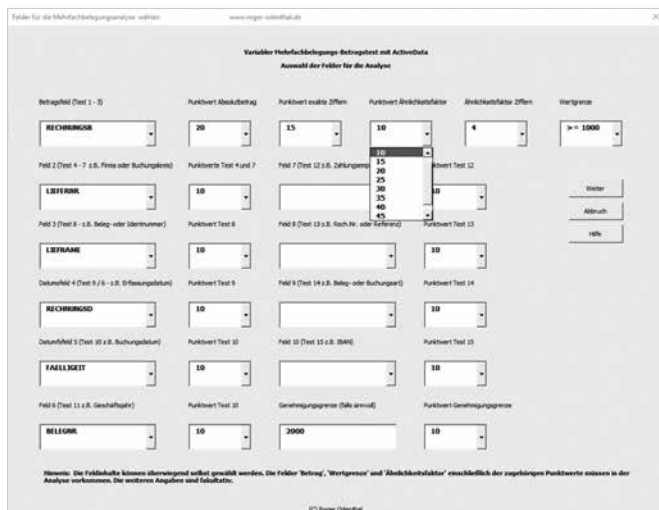 Felder für die Mehrfachbelegungsanalyse wählen www.roger-odenthal.de
Variabler Mehrfachbelegungs-Betragstest mit ActiveData
Auswahl der Felder für die Analyse
Betragsfeld (Test 1 - 3) Punktwert Absolutbetrag Punktwert exakte Ziffern Punktwert Ähnlichkeitsfaktor Ähnlichkeitsfaktor Ziffern Wertgrenze
RECHNUNGSB 20 15 10 4 >= 1000
10
15
20
25
30
35
40
45
Feld 2 (Test 4 - 7 z.B. Firma oder Buchungskreis) Punktwerte Test 4 und 7 Feld 7 (Test 12 z.B. Zahlungsemp Punktwert Test 12
LIEFERNR. 10 10
Weiter
Abbruch
Hilfe
Feld 3 (Test 8 - z.B. Beleg- oder Identnummer) Punktwert Test 8 Feld 8 (Test 13 z.B. Rech.Nr. oder Referenz) Punktwert Test 13
LIEFNAME 10 10
Datumsfeld 4 (Test 9 / 6 - z.B. Erfassungsdatum) Punktwert Test 9 Feld 9 (Test 14 z.B. Beleg- oder Buchungsart) Punktwert Test 14
RECHNUNGSD 10 10
Datumsfeld 5 (Test 10 z.B. Buchungsdatum) Punktwert Test 10 Feld 10 (Test 15 z.B. IBAN) Punktwert Test 15
FAELLIGEIT 10 10
Feld 6 (Test 11 z.B. Geschäftsjahr) Punktwert Test 10 Genehmigungsgrenze (falls sinnvoll) Punktwert Genehmigungsgrenze
BELEGNR. 10 2000 10
Hinweis: Die Feldinhalte können überwiegend selbst gewählt werden. Die Felder 'Betrag', 'Wertgrenze' und 'Ähnlichkeitsfaktor' einschließlich der zugehörigen Punktwerte müssen in der
Analyse vorkommen. Die weiteren Angaben sind fakultativ.
(C) Roger Odenthal